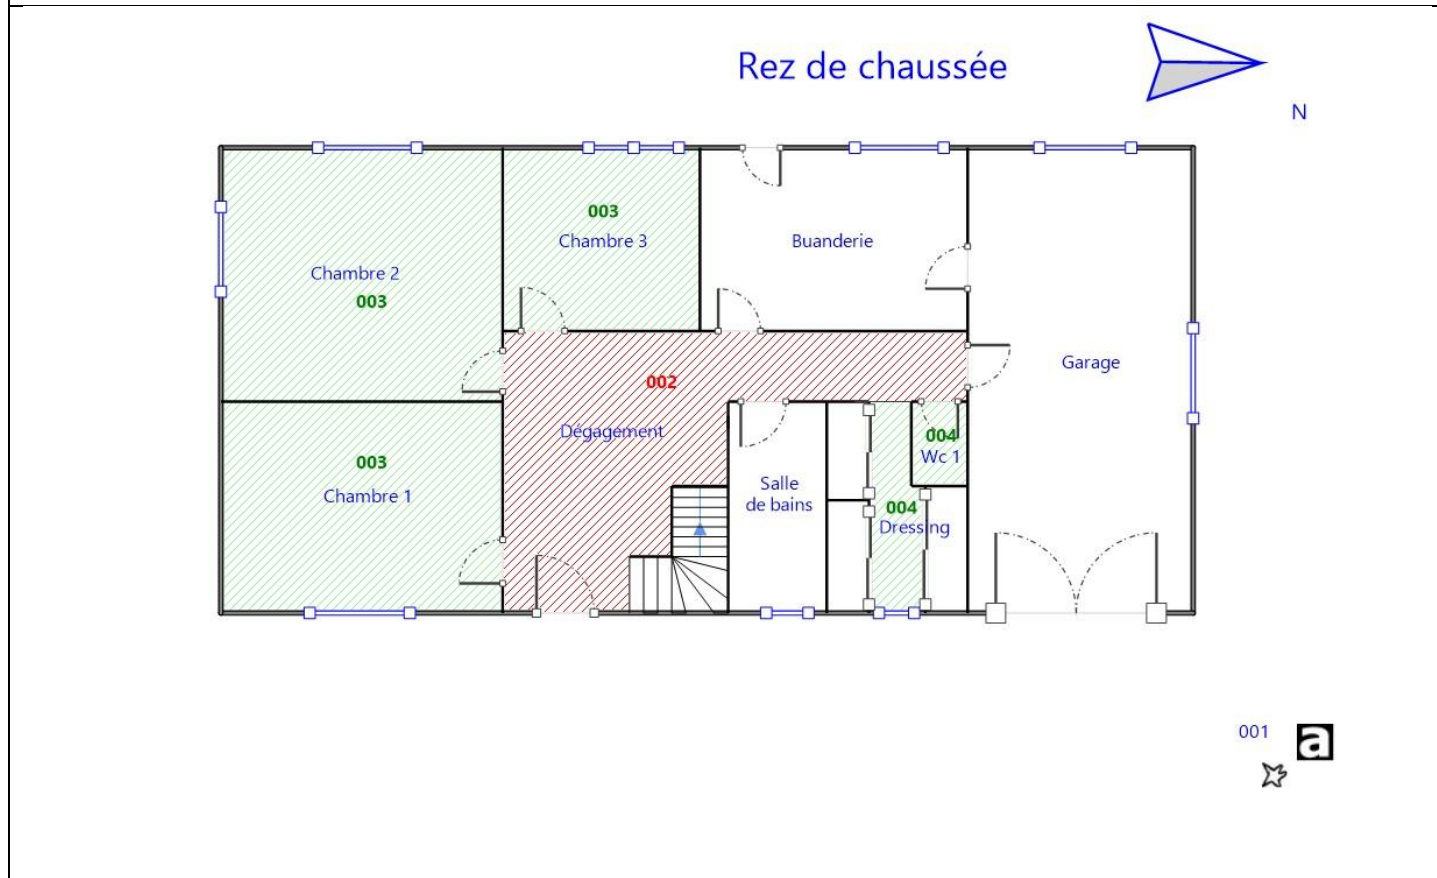 Rez de chaussée
N
003
Chambre 3
Buanderie
Chambre 2
003
Garage
002
Dégagement
003
Chambre 1
004
Wc 1
Salle
de bains
004
Dressing
001
a